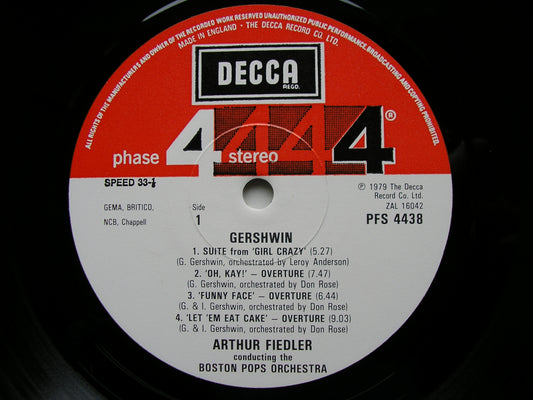 ALL RIGHTS OF THE MANUFACTURERS AND OWNER OF THE RECORDED WORK RESERVED UNAUTHORIZED PUBLIC PERFORMANCE, BROADCASTING AND COPYING PROHIBITED.
MADE IN ENGLAND · THE DECCA RECORD CO. LTD.
DECCA
REGD.
phase 4 stereo 4 4 4 ®
SPEED 33-⅓
GEMA, BRITICO,
NCB, Chappell
Side
1
℗ 1979 The Decca
Record Co. Ltd.
ZAL 16042
PFS 4438
GERSHWIN
1. SUITE from 'GIRL CRAZY' (5.27)
(G. Gershwin, orchestrated by Leroy Anderson)
2. 'OH, KAY!' — OVERTURE (7.47)
(G. Gershwin, orchestrated by Don Rose)
3. 'FUNNY FACE' — OVERTURE (6.44)
(G. & I. Gershwin, orchestrated by Don Rose)
4. 'LET 'EM EAT CAKE' — OVERTURE (9.03)
(G. & I. Gershwin, orchestrated by Don Rose)
ARTHUR FIEDLER
conducting the
BOSTON POPS ORCHESTRA